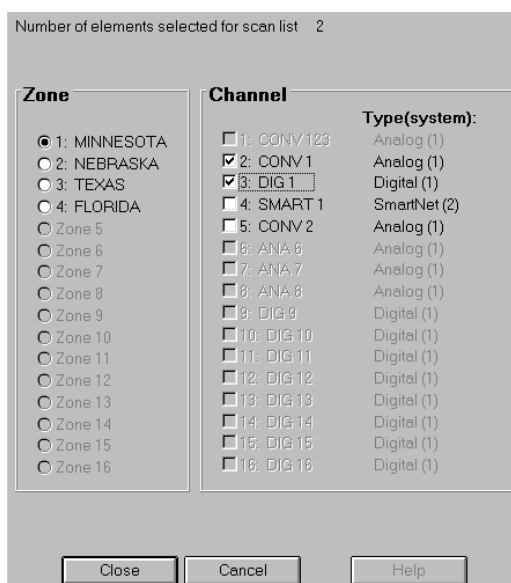 Number of elements selected for scan list 2
Zone
1: MINNESOTA
2: NEBRASKA
3: TEXAS
4: FLORIDA
Zone 5
Zone 6
Zone 7
Zone 8
Zone 9
Zone 10
Zone 11
Zone 12
Zone 13
Zone 14
Zone 15
Zone 16
Channel
Type(system):
1: CONV 123 Analog (1)
2: CONV 1 Analog (1)
3: DIG 1 Digital (1)
4: SMART 1 SmartNet (2)
5: CONV 2 Analog (1)
6: ANA 6 Analog (1)
7: ANA 7 Analog (1)
8: ANA 8 Analog (1)
9: DIG 9 Digital (1)
10: DIG 10 Digital (1)
11: DIG 11 Digital (1)
12: DIG 12 Digital (1)
13: DIG 13 Digital (1)
14: DIG 14 Digital (1)
15: DIG 15 Digital (1)
16: DIG 16 Digital (1)
Close Cancel Help